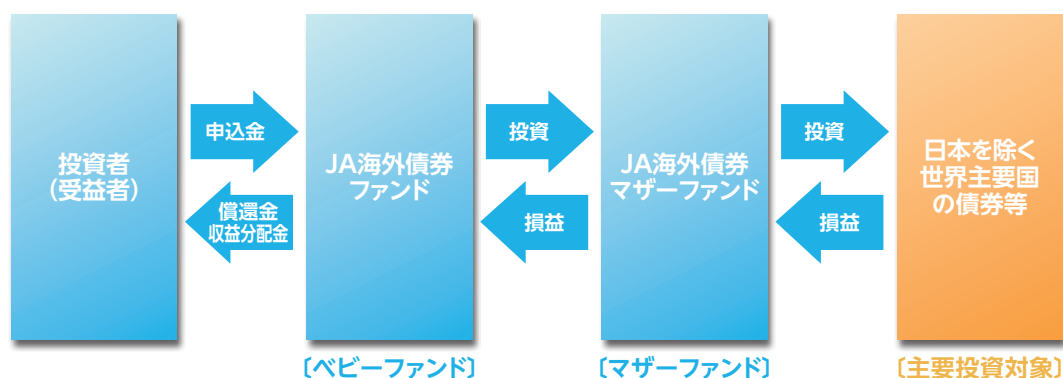 投資者
(受益者)
申込金
償還金
収益分配金
JA海外債券
ファンド
投資
損益
JA海外債券
マザーファンド
投資
損益
日本を除く
世界主要国
の債券等
〔ベビーファンド〕
〔マザーファンド〕
〔主要投資対象〕